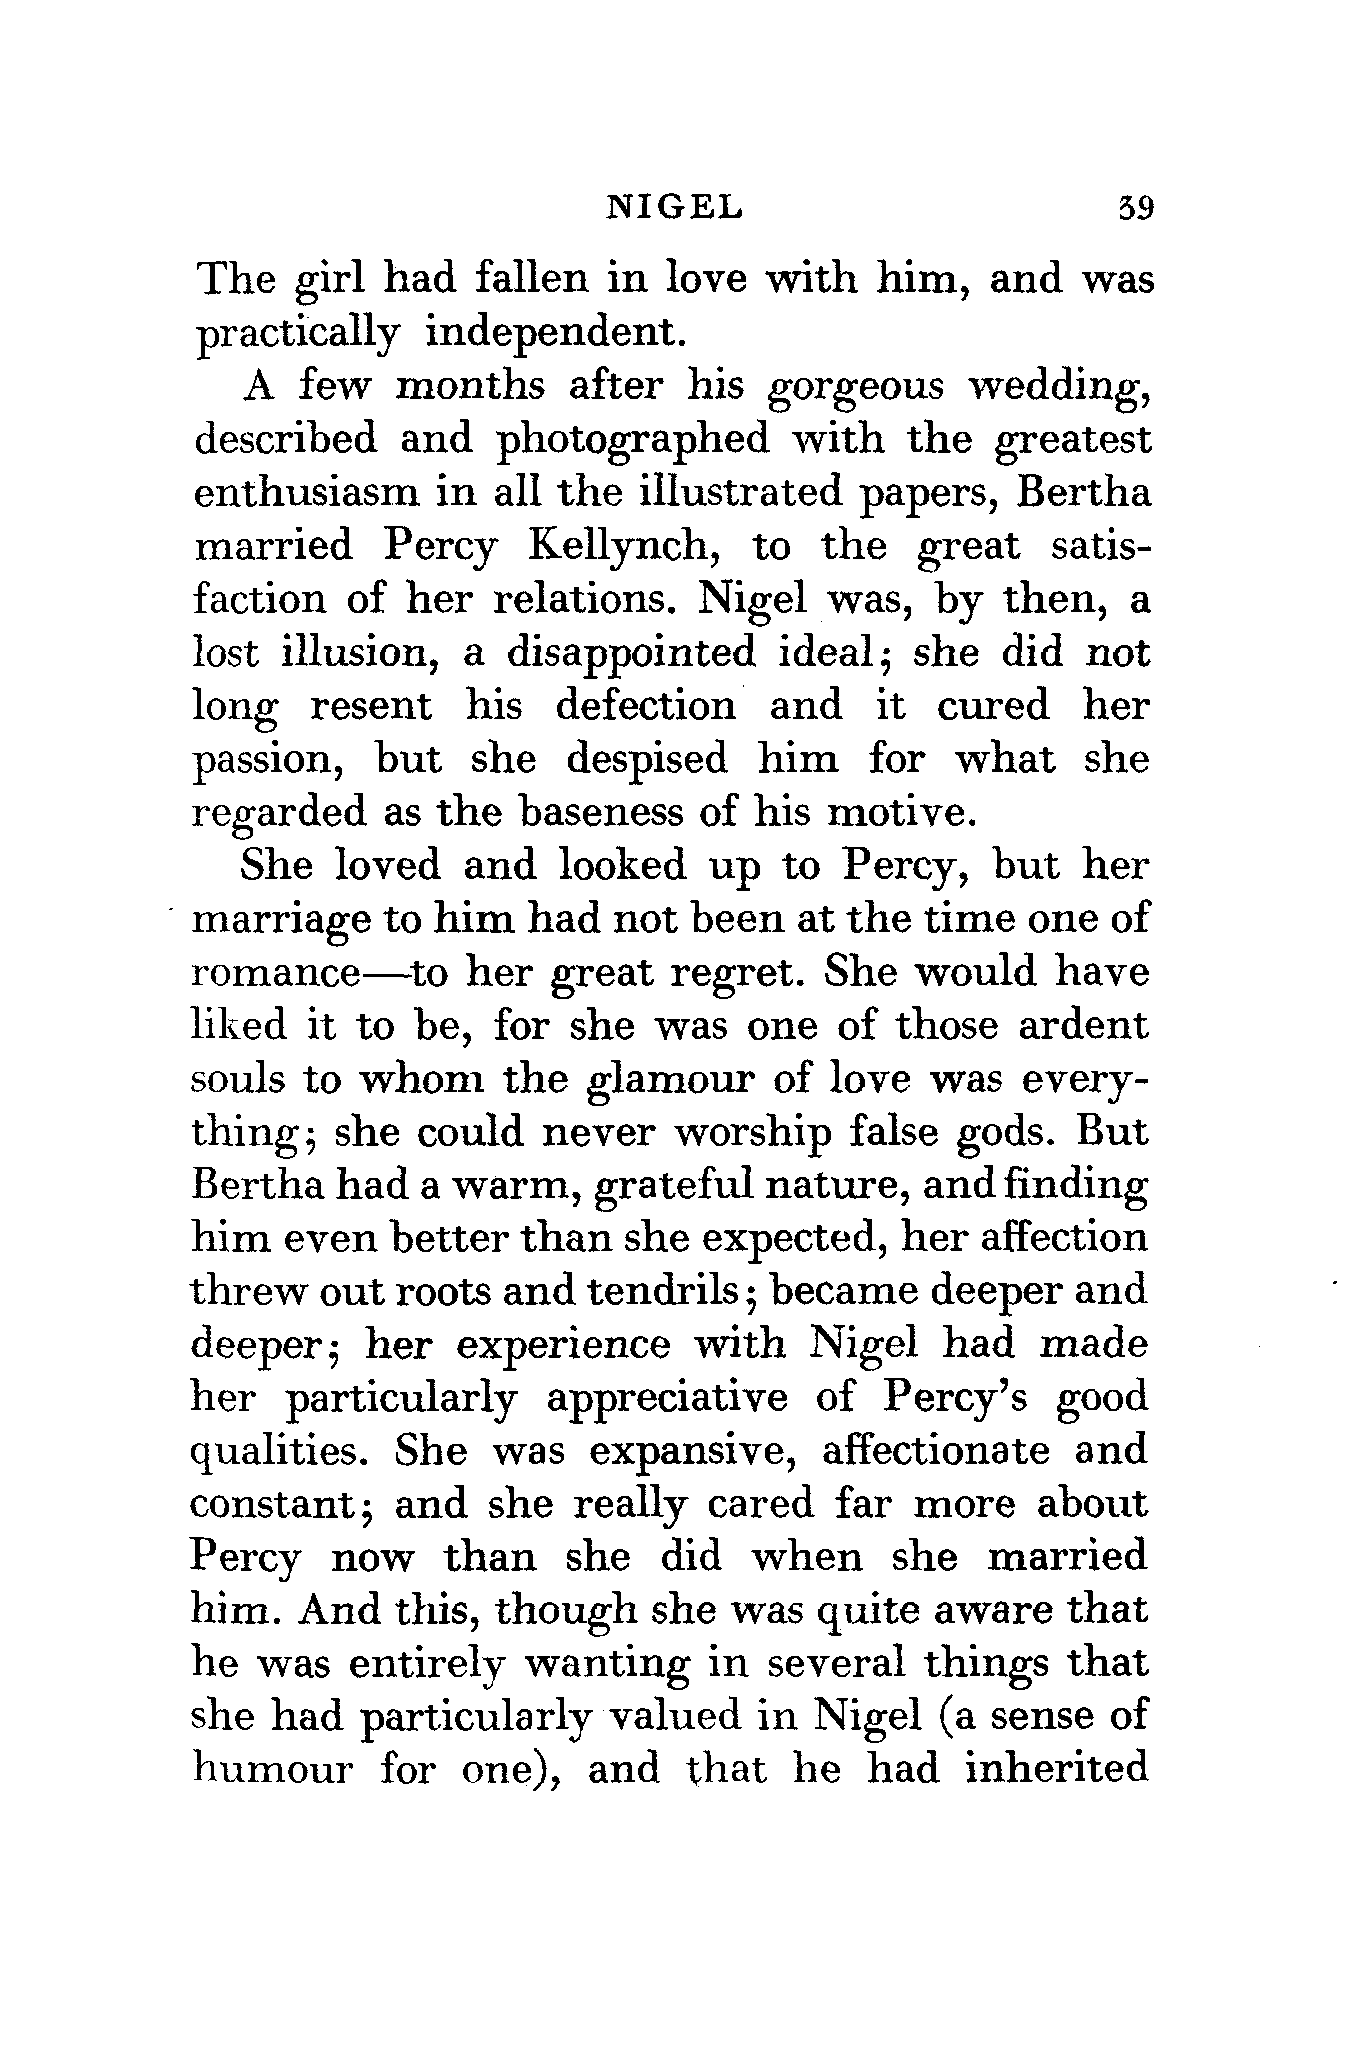 NIGEL 39
The girl had fallen in love with him, and was
practically independent.
A few months after his gorgeous wedding,
described and photographed with the greatest
enthusiasm in all the illustrated papers, Bertha
married Percy Kellynch, to the great satis-
faction of her relations. Nigel was, by then, a
lost illusion, a disappointed ideal; she did not
long resent his defection and it cured her
passion, but she despised him for what she
regarded as the baseness of his motive.
She loved and looked up to Percy, but her
marriage to him had not been at the time one of
romance—to her great regret. She would have
liked it to be, for she was one of those ardent
souls to whom the glamour of love was every-
thing; she could never worship false gods. But
Bertha had a warm, grateful nature, and finding
him even better than she expected, her affection
threw out roots and tendrils; became deeper and
deeper; her experience with Nigel had made
her particularly appreciative of Percy's good
qualities. She was expansive, affectionate and
constant; and she really cared far more about
Percy now than she did when she married
him. And this, though she was quite aware that
he was entirely wanting in several things that
she had particularly valued in Nigel (a sense of
humour for one), and that he had inherited